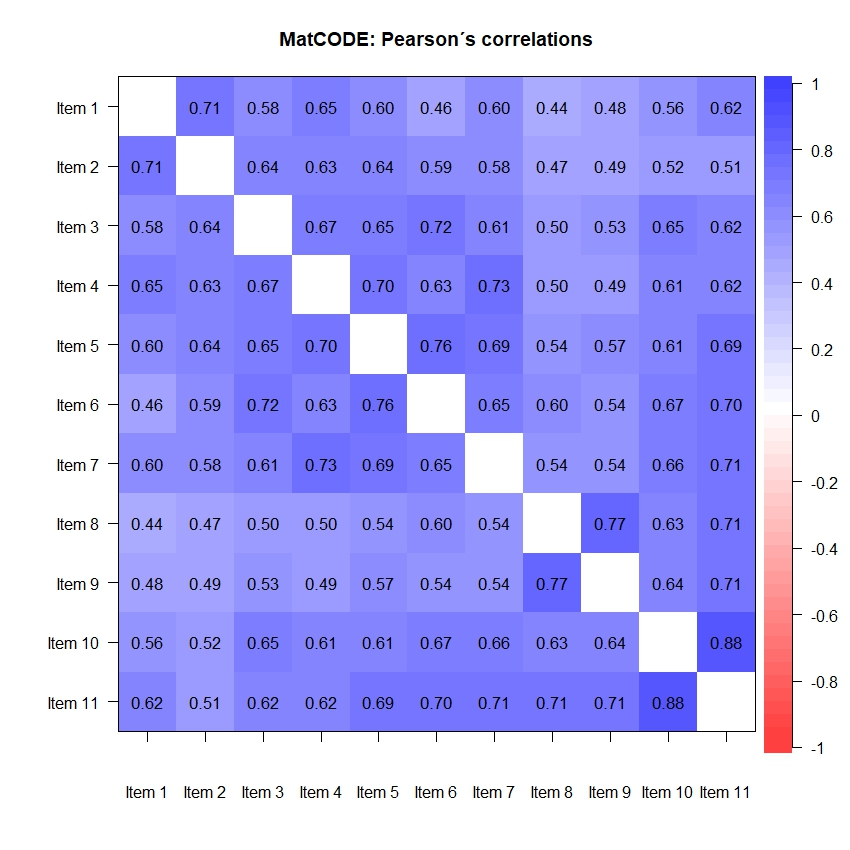 MatCODE: Pearson´s correlations
Item 1 0.71 0.58 0.65 0.60 0.46 0.60 0.44 0.48 0.56 0.62
Item 2 0.71 0.64 0.63 0.64 0.59 0.58 0.47 0.49 0.52 0.51
Item 3 0.58 0.64 0.67 0.65 0.72 0.61 0.50 0.53 0.65 0.62
Item 4 0.65 0.63 0.67 0.70 0.63 0.73 0.50 0.49 0.61 0.62
Item 5 0.60 0.64 0.65 0.70 0.76 0.69 0.54 0.57 0.61 0.69
Item 6 0.46 0.59 0.72 0.63 0.76 0.65 0.60 0.54 0.67 0.70
Item 7 0.60 0.58 0.61 0.73 0.69 0.65 0.54 0.54 0.66 0.71
Item 8 0.44 0.47 0.50 0.50 0.54 0.60 0.54 0.77 0.63 0.71
Item 9 0.48 0.49 0.53 0.49 0.57 0.54 0.54 0.77 0.64 0.71
Item 10 0.56 0.52 0.65 0.61 0.61 0.67 0.66 0.63 0.64 0.88
Item 11 0.62 0.51 0.62 0.62 0.69 0.70 0.71 0.71 0.71 0.88
Item 1 Item 2 Item 3 Item 4 Item 5 Item 6 Item 7 Item 8 Item 9 Item 10 Item 11
1
0.8
0.6
0.4
0.2
0
-0.2
-0.4
-0.6
-0.8
-1